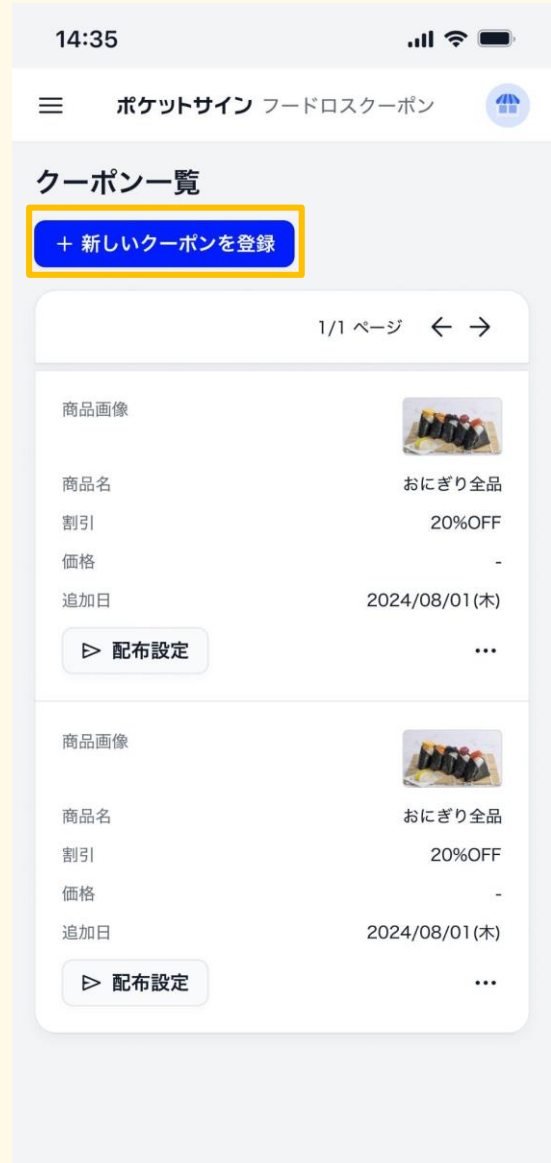 14:35
ポケットサイン フードロスクーポン
クーポン一覧
+ 新しいクーポンを登録
1/1 ページ ← →
商品画像
商品名 おにぎり全品
割引 20%OFF
価格 -
追加日 2024/08/01(木)
配布設定 ...
商品画像
商品名 おにぎり全品
割引 20%OFF
価格 -
追加日 2024/08/01(木)
配布設定 ...